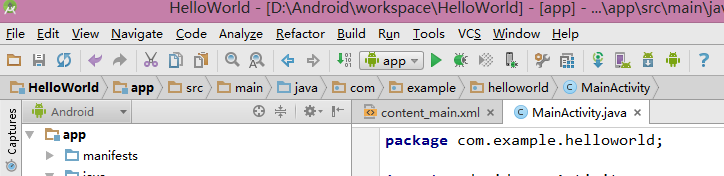 HelloWorld - [D:\Android\workspace\HelloWorld] - [app] - ...\app\src\main\jav
File Edit View Navigate Code Analyze Refactor Build Run Tools VCS Window Help
app
HelloWorld app src main java com example helloworld MainActivity
Captures
Android
content_main.xml
MainActivity.java
app
manifests
java
package com.example.helloworld;